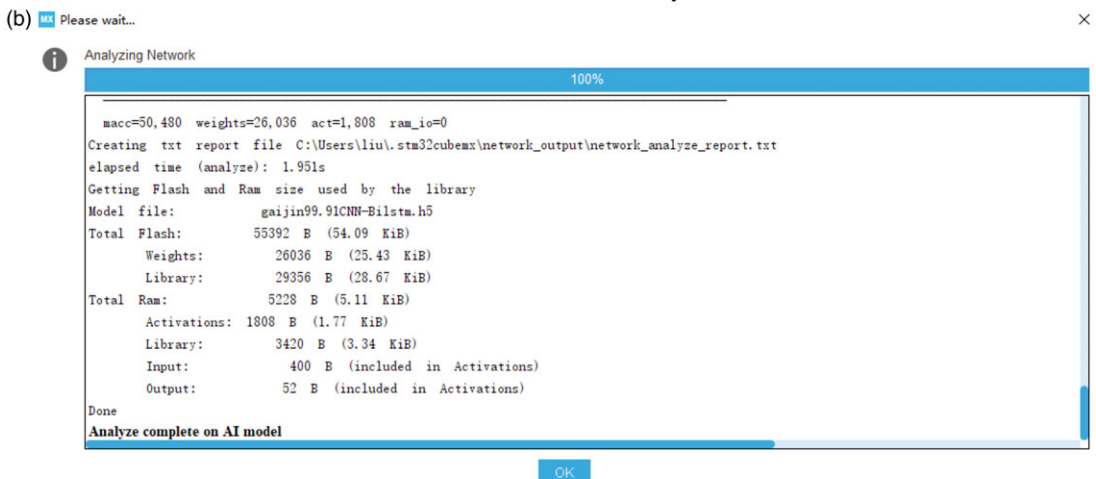 (b) MX Please wait...
Analyzing Network
100%
macc=50,480 weights=26,036 act=1,808 ram_io=0
Creating txt report file C:\Users\liu\.stm32cubemx\network_output\network_analyze_report.txt
elapsed time (analyze): 1.951s
Getting Flash and Ram size used by the library
Model file: gaijin99.91CNN-Bilstm.h5
Total Flash: 55392 B (54.09 KiB)
Weights: 26036 B (25.43 KiB)
Library: 29356 B (28.67 KiB)
Total Ram: 5228 B (5.11 KiB)
Activations: 1808 B (1.77 KiB)
Library: 3420 B (3.34 KiB)
Input: 400 B (included in Activations)
Output: 52 B (included in Activations)
Done
Analyze complete on AI model
OK